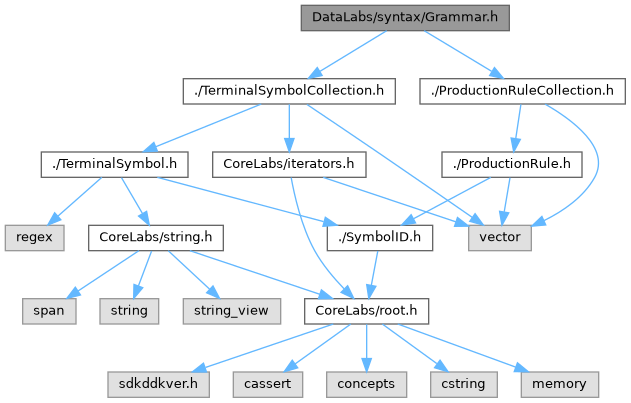 DataLabs/syntax/Grammar.h
./TerminalSymbolCollection.h
./ProductionRuleCollection.h
./TerminalSymbol.h
CoreLabs/iterators.h
./ProductionRule.h
regex
CoreLabs/string.h
./SymbolID.h
vector
span
string
string_view
CoreLabs/root.h
sdkddkver.h
cassert
concepts
cstring
memory